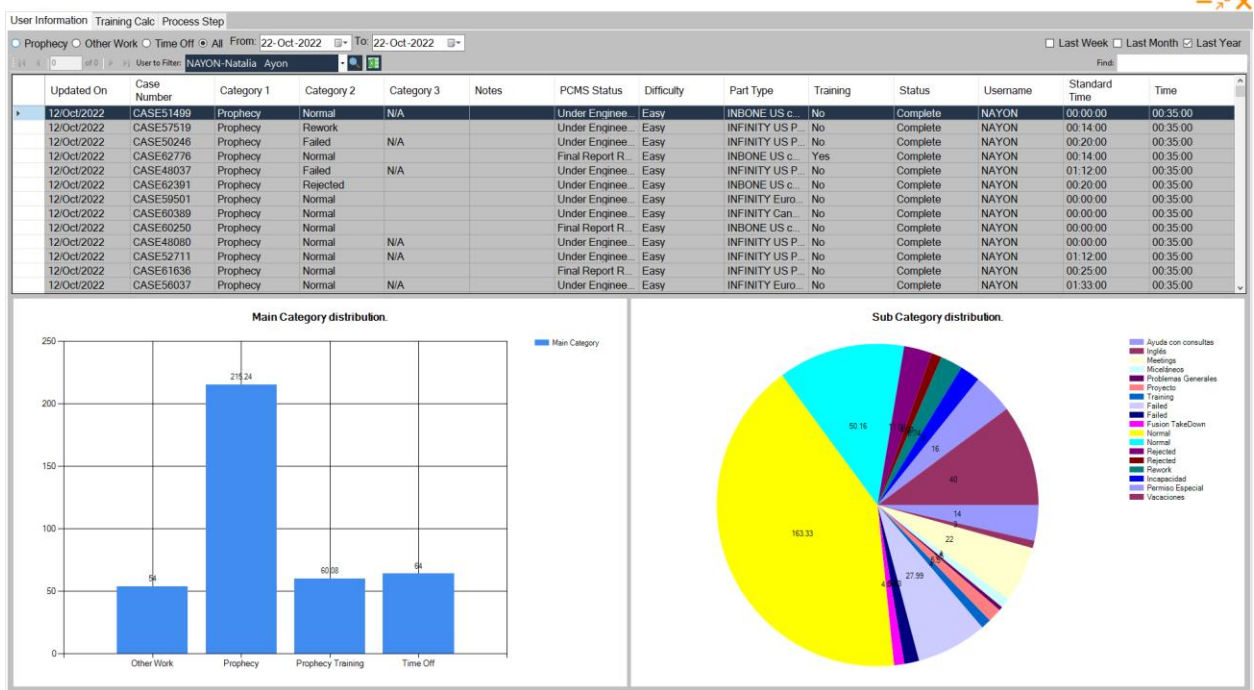 User Information Training Calc Process Step
Prophecy Other Work Time Off All From: 22-Oct-2022 To: 22-Oct-2022 Last Week Last Month Last Year
0 of 0 User to Filter: NAYON-Natalia Ayon Find:
Updated On Case Number Category 1 Category 2 Category 3 Notes PCMS Status Difficulty Part Type Training Status Username Standard Time Time
12/Oct/2022 CASE51499 Prophecy Normal N/A Under Enginee... Easy INBONE US c... No Complete NAYON 00:00:00 00:35:00
12/Oct/2022 CASE57519 Prophecy Rework Under Enginee... Easy INFINITY US P... No Complete NAYON 00:14:00 00:35:00
12/Oct/2022 CASE50246 Prophecy Failed N/A Under Enginee... Easy INFINITY US P... No Complete NAYON 00:20:00 00:35:00
12/Oct/2022 CASE62776 Prophecy Normal Final Report R... Easy INBONE US c... Yes Complete NAYON 00:14:00 00:35:00
12/Oct/2022 CASE48037 Prophecy Failed N/A Under Enginee... Easy INFINITY US P... No Complete NAYON 01:12:00 00:35:00
12/Oct/2022 CASE62391 Prophecy Rejected Under Enginee... Easy INBONE US c... No Complete NAYON 00:20:00 00:35:00
12/Oct/2022 CASE59501 Prophecy Normal Under Enginee... Easy INFINITY Euro... No Complete NAYON 00:00:00 00:35:00
12/Oct/2022 CASE60389 Prophecy Normal Under Enginee... Easy INFINITY Can... No Complete NAYON 00:00:00 00:35:00
12/Oct/2022 CASE60250 Prophecy Normal Final Report R... Easy INBONE US c... No Complete NAYON 00:00:00 00:35:00
12/Oct/2022 CASE48080 Prophecy Normal N/A Under Enginee... Easy INFINITY US P... No Complete NAYON 00:00:00 00:35:00
12/Oct/2022 CASE52711 Prophecy Normal N/A Under Enginee... Easy INFINITY US P... No Complete NAYON 01:12:00 00:35:00
12/Oct/2022 CASE61636 Prophecy Normal Final Report R... Easy INFINITY US P... No Complete NAYON 00:25:00 00:35:00
12/Oct/2022 CASE56037 Prophecy Normal N/A Under Enginee... Easy INFINITY Euro... No Complete NAYON 01:33:00 00:35:00
Main Category distribution.
Main Category
250
200
150
100
50
0
54
215.24
60.08
64
Other Work Prophecy Prophecy Training Time Off
Sub Category distribution.
50.16
16
40
14
3
22
27.99
163.33
Ayuda con consultas
Inglés
Meetings
Miceláneos
Problemas Generales
Proyecto
Training
Failed
Failed
Fusion TakeDown
Normal
Normal
Rejected
Rejected
Rework
Incapacidad
Permiso Especial
Vacaciones